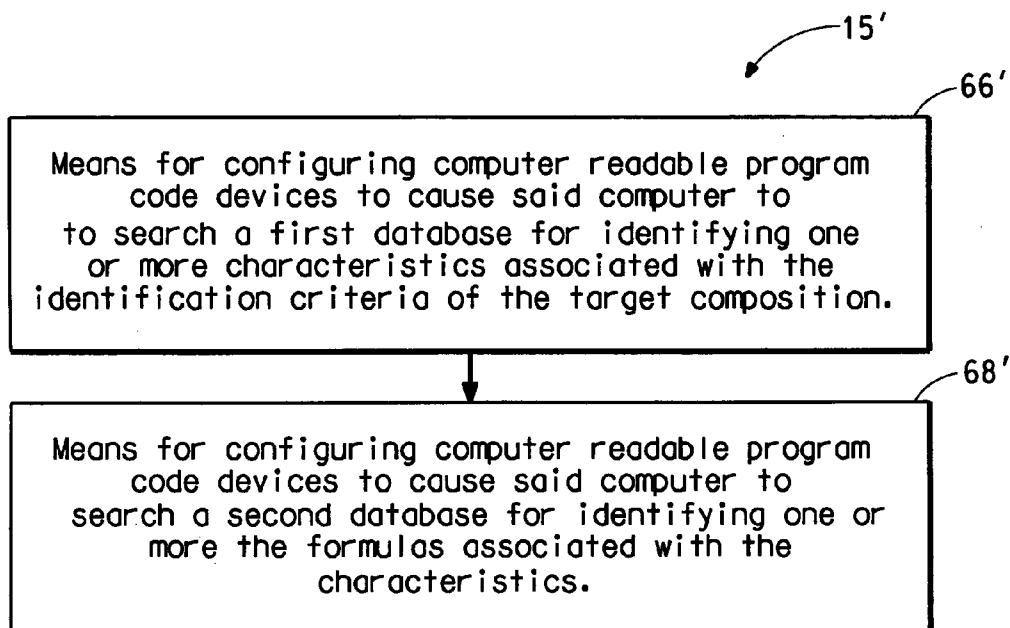 15'
66'
Means for configuring computer readable program
code devices to cause said computer to
to search a first database for identifying one
or more characteristics associated with the
identification criteria of the target composition.
68'
Means for configuring computer readable program
code devices to cause said computer to
search a second database for identifying one or
more the formulas associated with the
characteristics.